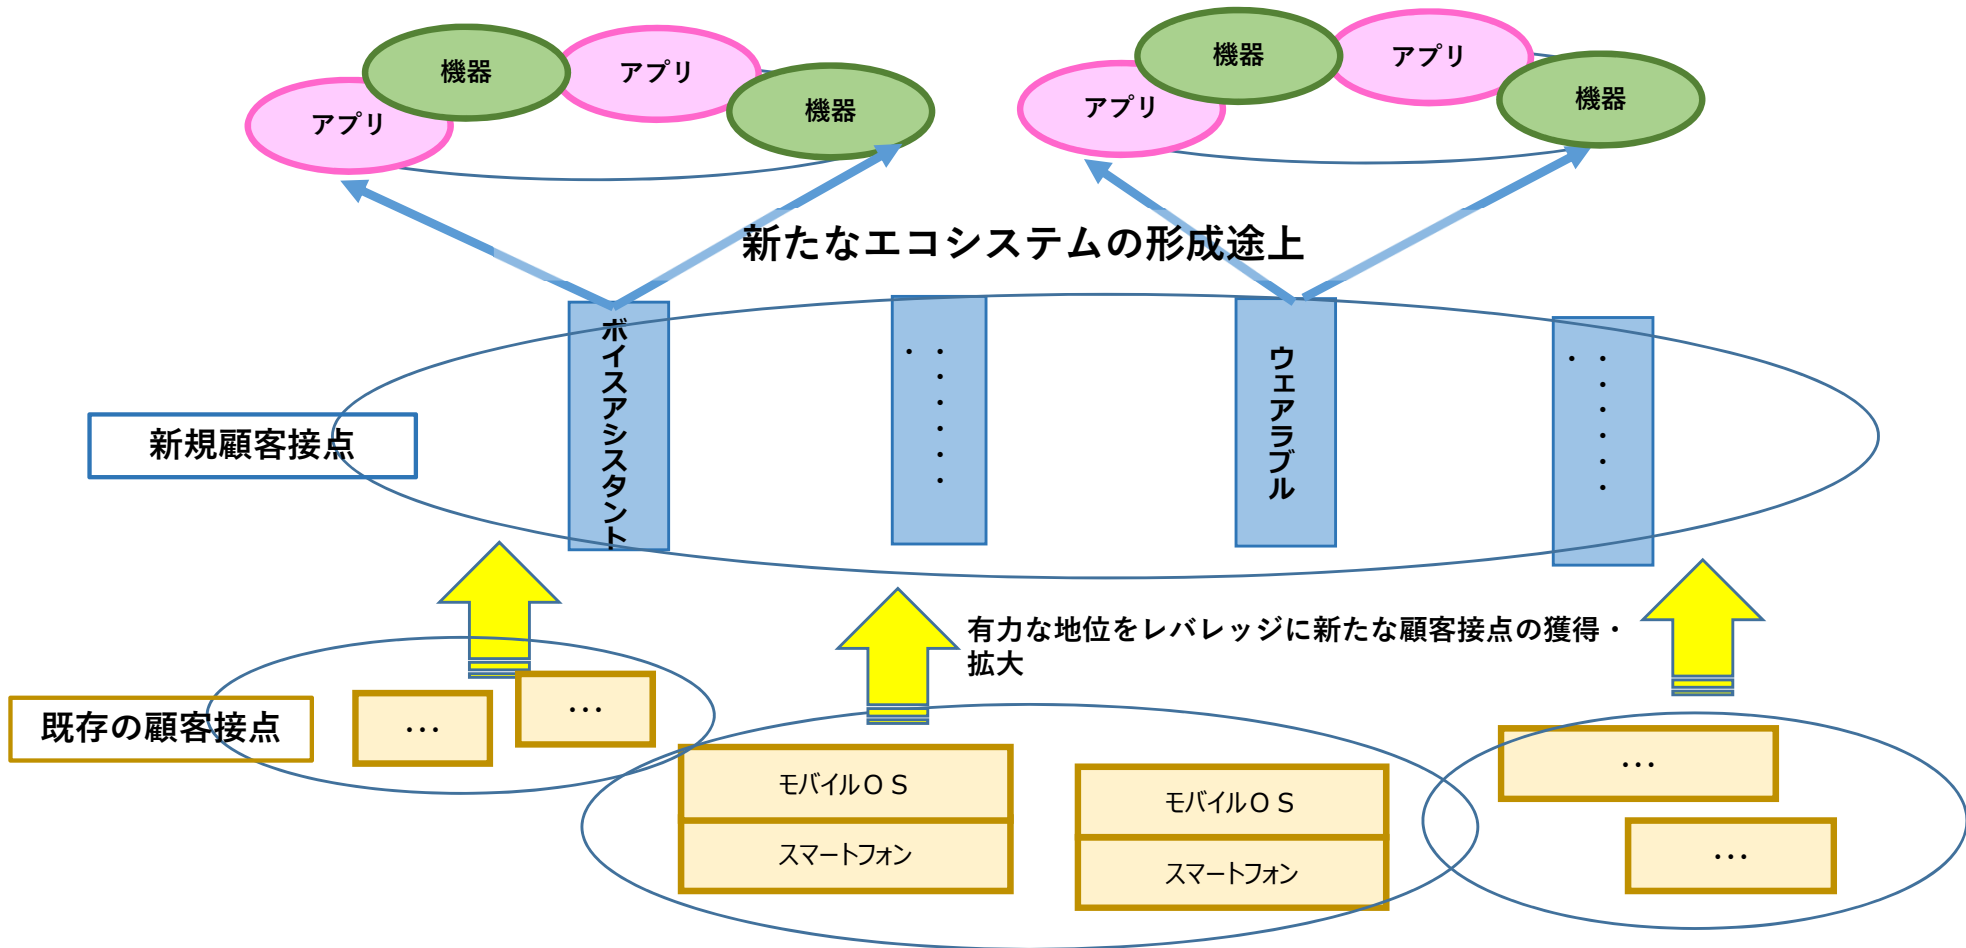 機器
アプリ
アプリ
機器
機器
アプリ
アプリ
機器
新たなエコシステムの形成途上
ボイスアシスタント
・
・・・・・・
ウェアラブル
・
・・・・・・
新規顧客接点
有力な地位をレバレッジに新たな顧客接点の獲得・
拡大
既存の顧客接点
…
…
モバイルOS
スマートフォン
モバイルOS
スマートフォン
…
…